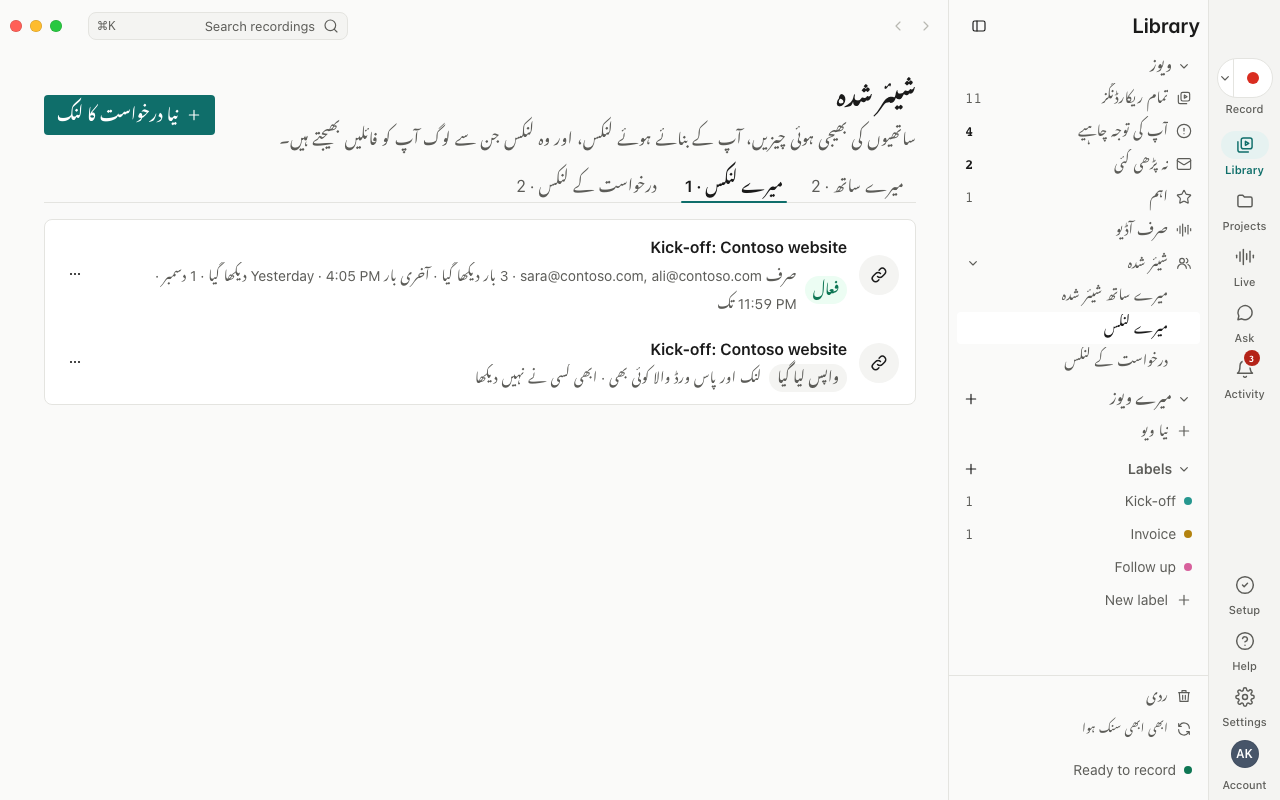 ⌘K
Search recordings
Library
Record
Library
Projects
Live
Ask
3
Activity
Setup
Help
Settings
AK
Account
ویوز
تمام ریکارڈنگز 11
آپ کی توجہ چاہیے 4
نہ پڑھی گئی 2
اہم 1
صرف آڈیو
شیئر شدہ
میرے ساتھ شیئر شدہ
میرے لنکس
درخواست کے لنکس
میرے ویوز
نیا ویو
Labels
Kick-off 1
Invoice 1
Follow up
New label
ردی
ابھی ابھی سنک ہوا
Ready to record
شیئر شدہ
ساتھیوں کی بھیجی ہوئی چیزیں، آپ کے بنائے ہوئے لنکس، اور وہ لنکس جن سے لوگ آپ کو فائلیں بھیجتے ہیں۔
+ نیا درخواست کا لنک
میرے ساتھ · 2 میرے لنکس · 1 درخواست کے لنکس · 2
Kick-off: Contoso website
فعال صرف sara@contoso.com, ali@contoso.com · 3 بار دیکھا گیا · آخری بار Yesterday · 4:05 PM دیکھا گیا · 1 دسمبر ·
11:59 PM تک
Kick-off: Contoso website
واپس لیا گیا لنک اور پاس ورڈ والا کوئی بھی · ابھی کسی نے نہیں دیکھا